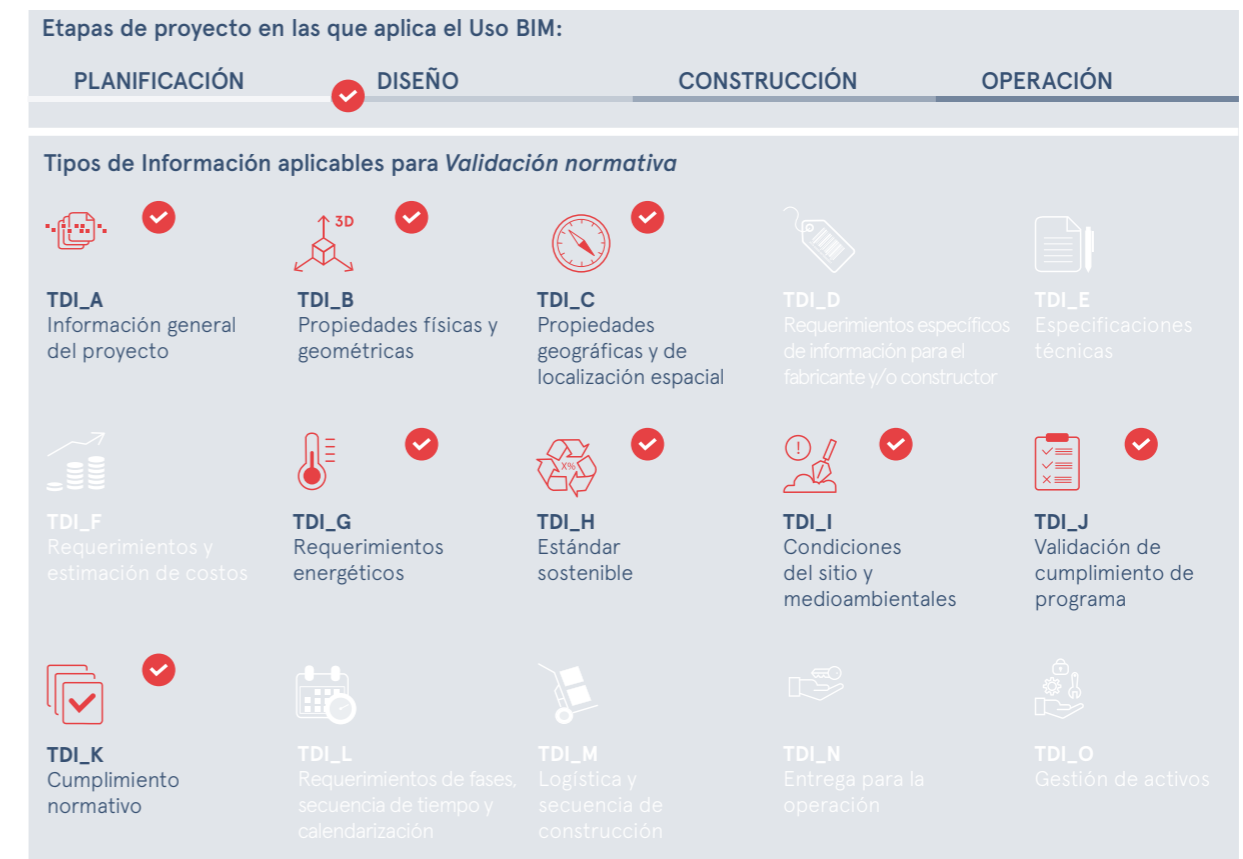 Etapas de proyecto en las que aplica el Uso BIM:
PLANIFICACIÓN DISEÑO CONSTRUCCIÓN OPERACIÓN
Tipos de Información aplicables para Validación normativa
3D
TDI_A
Información general
del proyecto
TDI_B
Propiedades físicas y
geométricas
TDI_C
Propiedades
geográficas y de
localización espacial
TDI_D
Requerimientos específicos
de información para el
fabricante y/o constructor
TDI_E
Especificaciones
técnicas
TDI_F
Requerimientos y
estimación de costos
TDI_G
Requerimientos
energéticos
X%
TDI_H
Estándar
sostenible
TDI_I
Condiciones
del sitio y
medioambientales
TDI_J
Validación de
cumplimiento de
programa
TDI_K
Cumplimiento
normativo
TDI_L
Requerimientos de fases,
secuencia de tiempo y
calendarización
TDI_M
Logística y
secuencia de
construcción
TDI_N
Entrega para la
operación
TDI_O
Gestión de activos